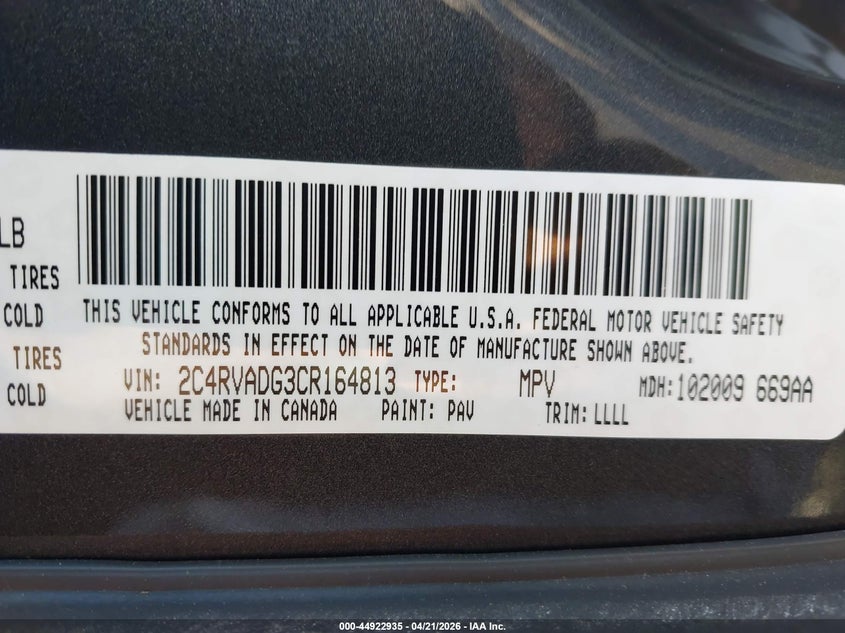 LB
TIRES
COLD
TIRES
COLD
THIS VEHICLE CONFORMS TO ALL APPLICABLE U.S.A. FEDERAL MOTOR VEHICLE SAFETY
STANDARDS IN EFFECT ON THE DATE OF MANUFACTURE SHOWN ABOVE.
VIN: 2C4RVADG3CR164813 TYPE: MPV MDH:102009 669AA
VEHICLE MADE IN CANADA PAINT: PAV TRIM: LLLL
000-44922935 - 04/21/2026 - IAA Inc.